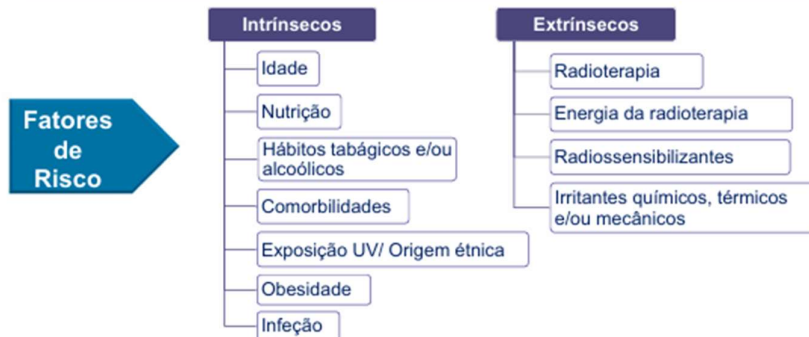 Fatores
de
Risco
Intrínsecos
Idade
Nutrição
Hábitos tabágicos e/ou
alcoólicos
Comorbilidades
Exposição UV/ Origem étnica
Obesidade
Infeção
Extrínsecos
Radioterapia
Energia da radioterapia
Radiossensibilizantes
Irritantes químicos, térmicos
e/ou mecânicos